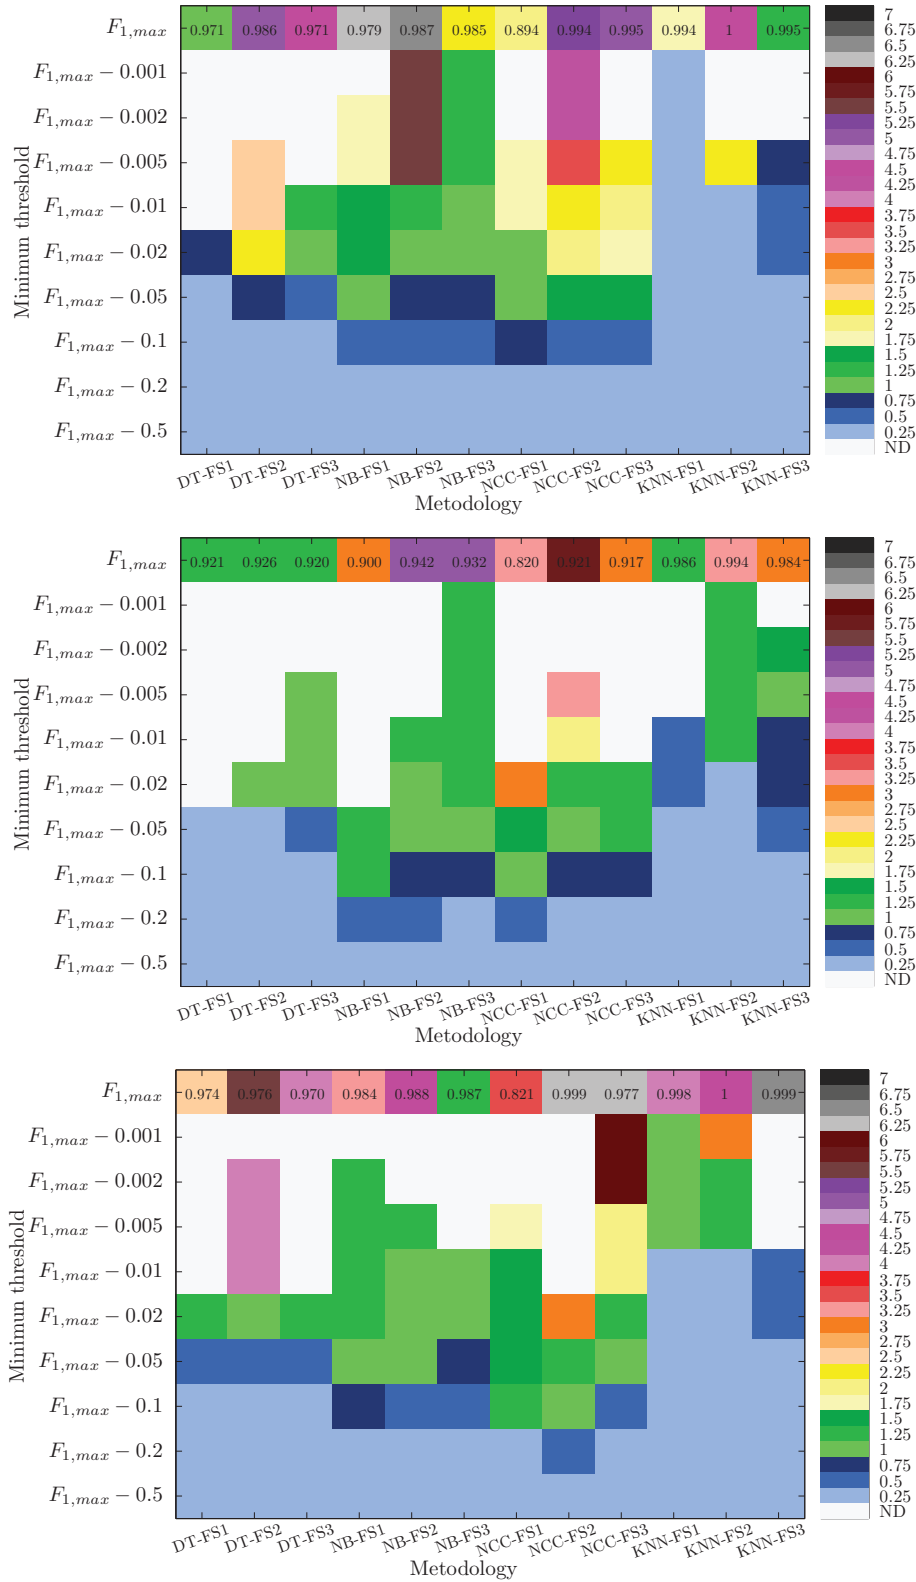 F1,max 0.971 0.986 0.971 0.979 0.987 0.985 0.894 0.994 0.995 0.994 1 0.995
F1,max − 0.001
F1,max − 0.002
F1,max − 0.005
F1,max − 0.01
F1,max − 0.02
F1,max − 0.05
F1,max − 0.1
F1,max − 0.2
F1,max − 0.5
Minimun threshold
DT-FS1 DT-FS2 DT-FS3 NB-FS1 NB-FS2 NB-FS3 NCC-FS1 NCC-FS2 NCC-FS3 KNN-FS1 KNN-FS2 KNN-FS3
Metodology
7
6.75
6.5
6.25
6
5.75
5.5
5.25
5
4.75
4.5
4.25
4
3.75
3.5
3.25
3
2.75
2.5
2.25
2
1.75
1.5
1.25
1
0.75
0.5
0.25
ND
F1,max 0.921 0.926 0.920 0.900 0.942 0.932 0.820 0.921 0.917 0.986 0.994 0.984
F1,max − 0.001
F1,max − 0.002
F1,max − 0.005
F1,max − 0.01
F1,max − 0.02
F1,max − 0.05
F1,max − 0.1
F1,max − 0.2
F1,max − 0.5
Minimun threshold
DT-FS1 DT-FS2 DT-FS3 NB-FS1 NB-FS2 NB-FS3 NCC-FS1 NCC-FS2 NCC-FS3 KNN-FS1 KNN-FS2 KNN-FS3
Metodology
7
6.75
6.5
6.25
6
5.75
5.5
5.25
5
4.75
4.5
4.25
4
3.75
3.5
3.25
3
2.75
2.5
2.25
2
1.75
1.5
1.25
1
0.75
0.5
0.25
ND
F1,max 0.974 0.976 0.970 0.984 0.988 0.987 0.821 0.999 0.977 0.998 1 0.999
F1,max − 0.001
F1,max − 0.002
F1,max − 0.005
F1,max − 0.01
F1,max − 0.02
F1,max − 0.05
F1,max − 0.1
F1,max − 0.2
F1,max − 0.5
Minimun threshold
DT-FS1 DT-FS2 DT-FS3 NB-FS1 NB-FS2 NB-FS3 NCC-FS1 NCC-FS2 NCC-FS3 KNN-FS1 KNN-FS2 KNN-FS3
Metodology
7
6.75
6.5
6.25
6
5.75
5.5
5.25
5
4.75
4.5
4.25
4
3.75
3.5
3.25
3
2.75
2.5
2.25
2
1.75
1.5
1.25
1
0.75
0.5
0.25
ND